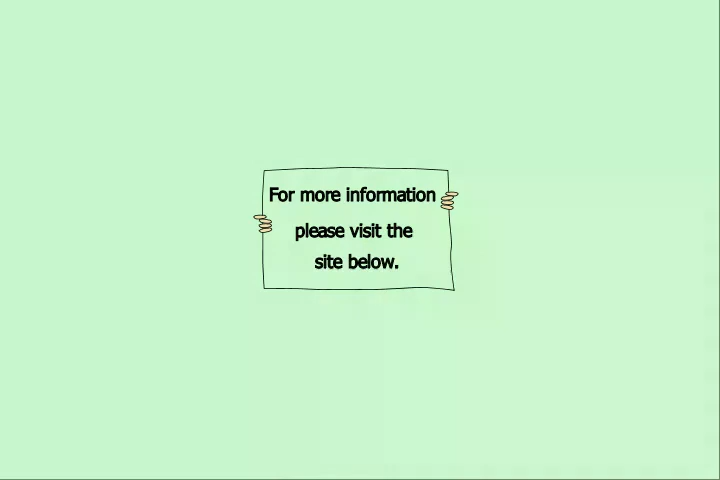 For more information
please visit the
site below.